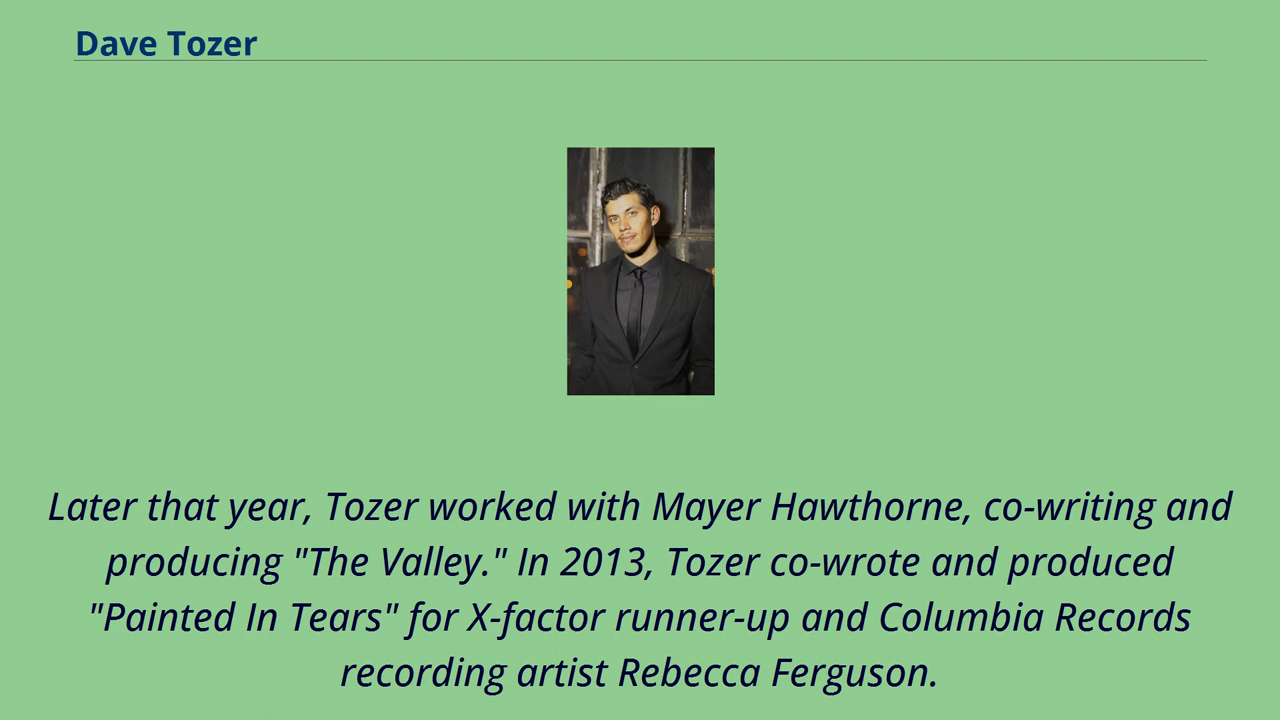 Dave Tozer
Later that year, Tozer worked with Mayer Hawthorne, co-writing and
producing "The Valley." In 2013, Tozer co-wrote and produced
"Painted In Tears" for X-factor runner-up and Columbia Records
recording artist Rebecca Ferguson.